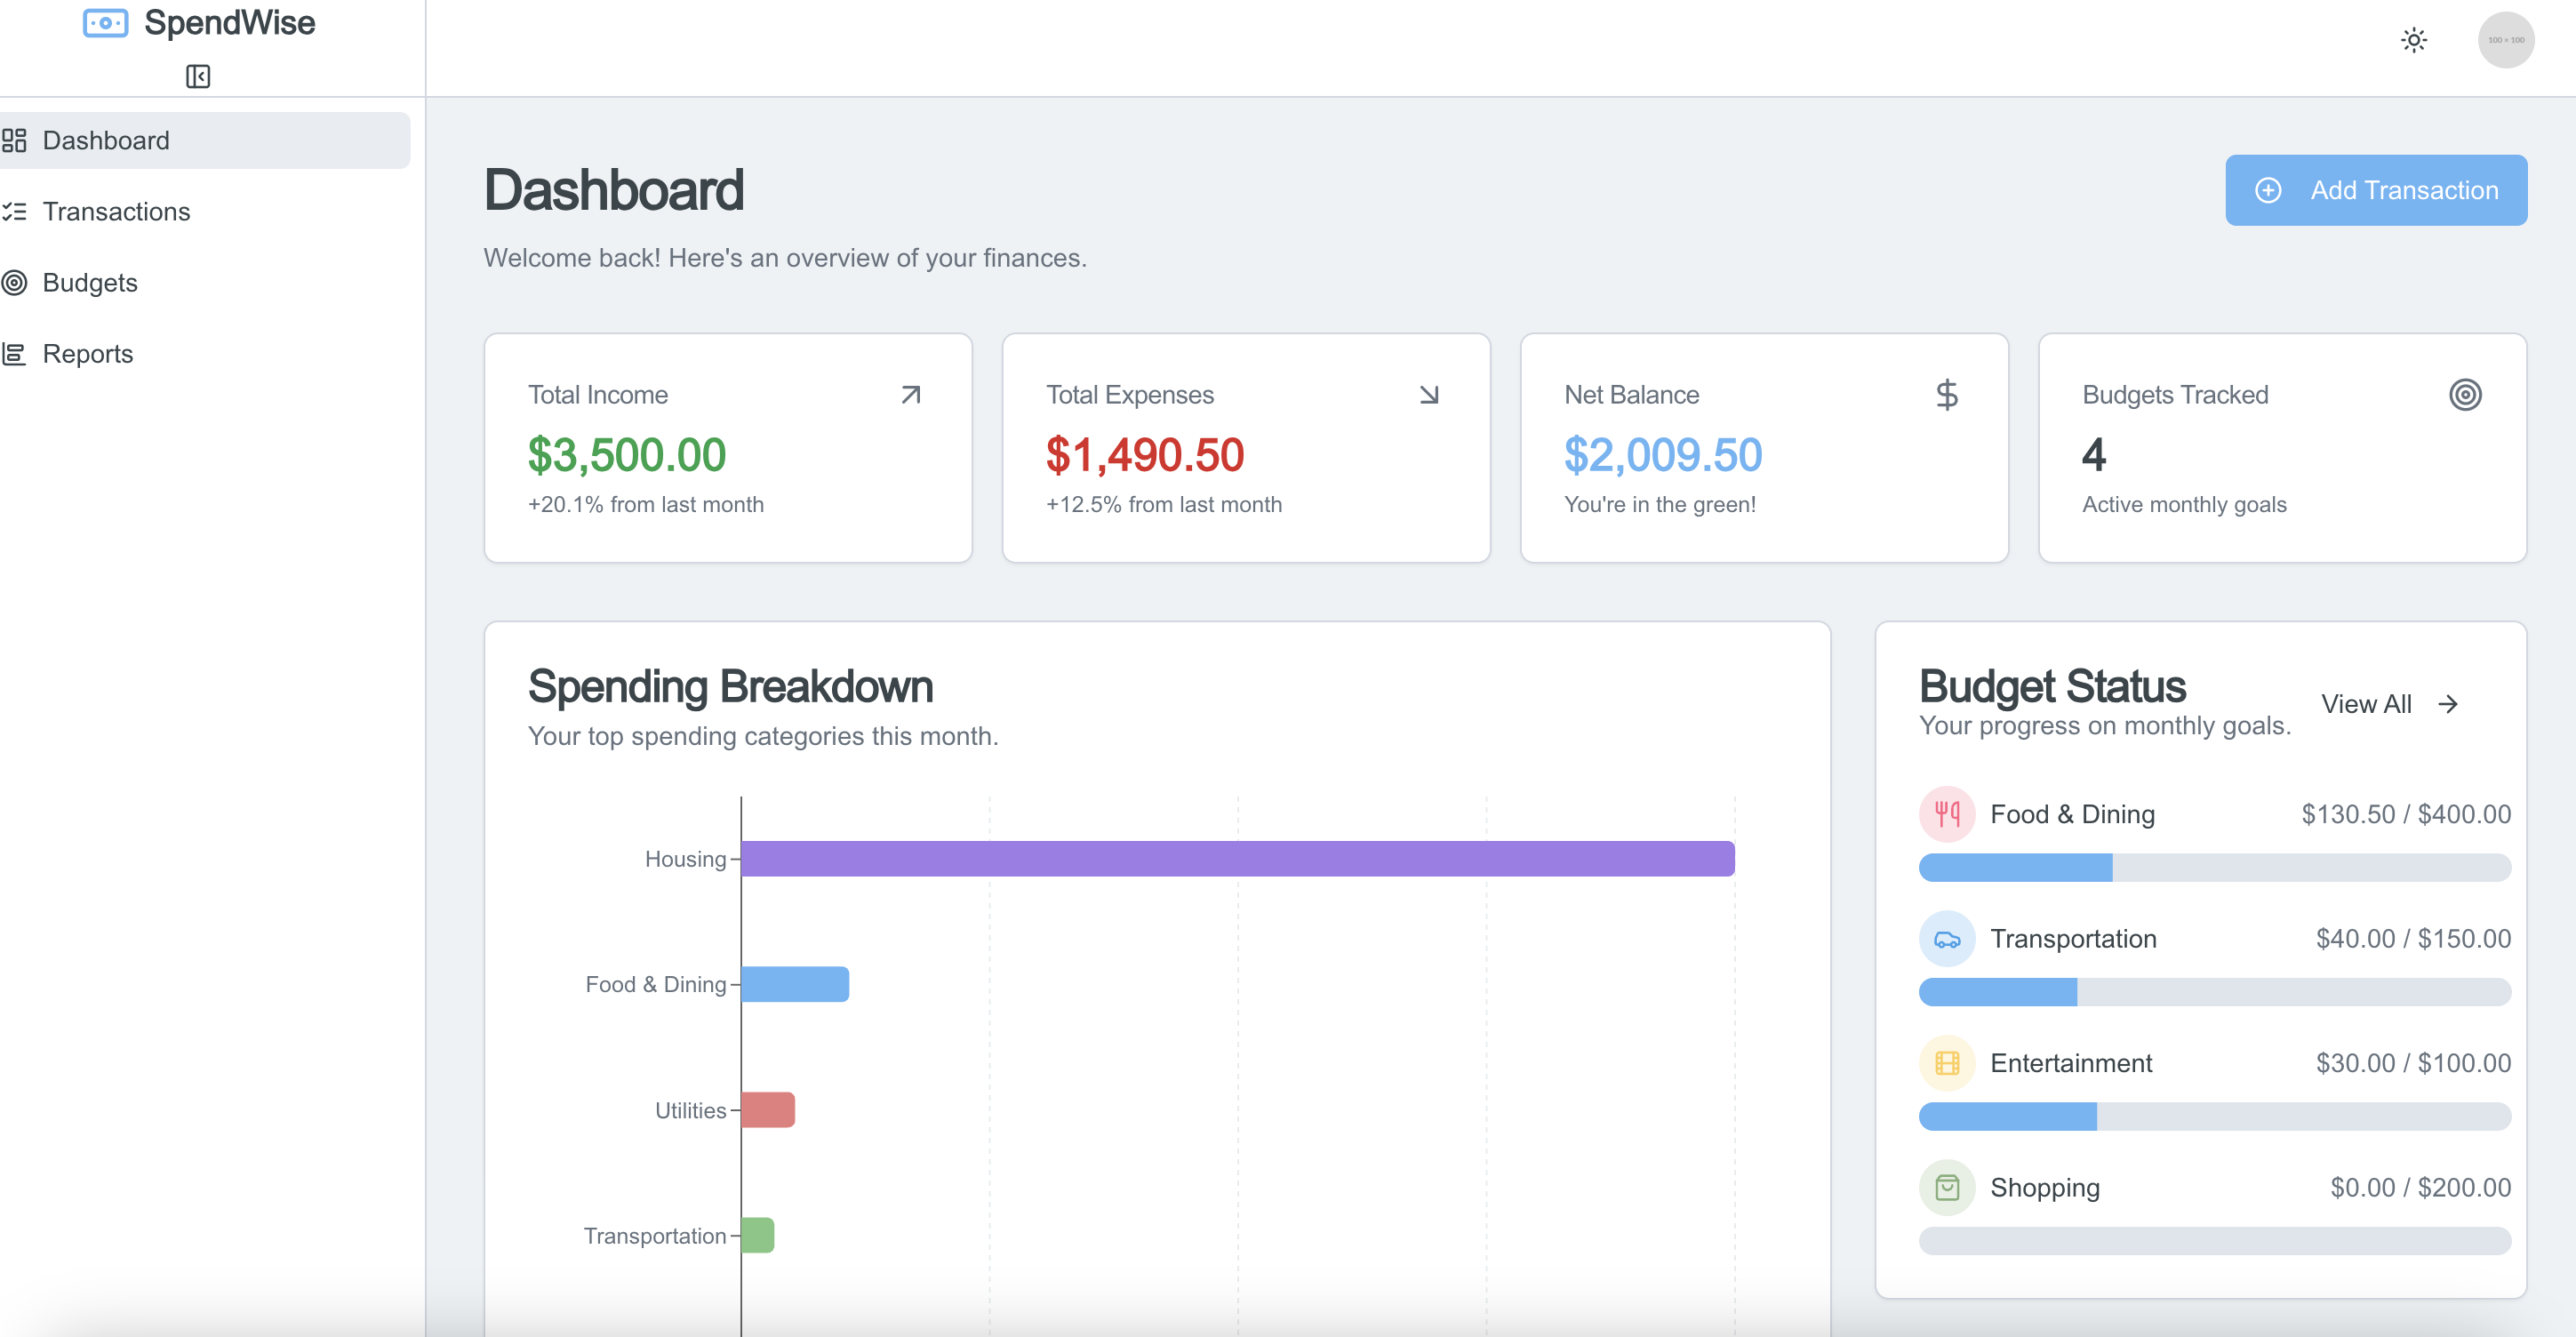 SpendWise
100 × 100
Dashboard
Transactions
Budgets
Reports
Dashboard
Add Transaction
Welcome back! Here's an overview of your finances.
Total Income
$3,500.00
+20.1% from last month
Total Expenses
$1,490.50
+12.5% from last month
Net Balance
$2,009.50
You're in the green!
Budgets Tracked
4
Active monthly goals
Spending Breakdown
Your top spending categories this month.
Housing
Food & Dining
Utilities
Transportation
Budget Status
Your progress on monthly goals.
View All
Food & Dining $130.50 / $400.00
Transportation $40.00 / $150.00
Entertainment $30.00 / $100.00
Shopping $0.00 / $200.00